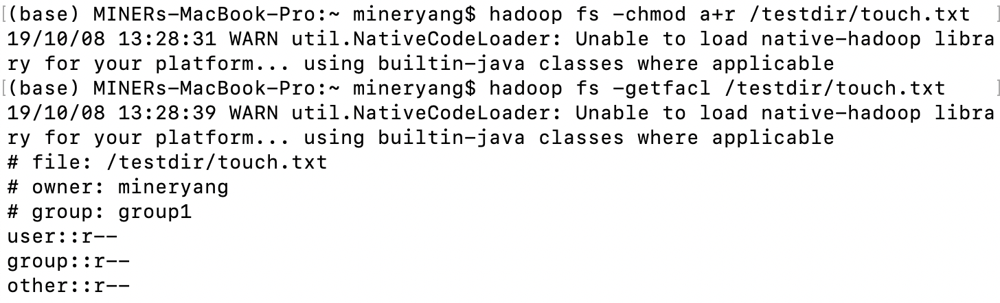 [(base) MINERs-MacBook-Pro:~ mineryang$ hadoop fs -chmod a+r /testdir/touch.txt ]
19/10/08 13:28:31 WARN util.NativeCodeLoader: Unable to load native-hadoop libra
ry for your platform... using builtin-java classes where applicable
[(base) MINERs-MacBook-Pro:~ mineryang$ hadoop fs -getfacl /testdir/touch.txt ]
19/10/08 13:28:39 WARN util.NativeCodeLoader: Unable to load native-hadoop libra
ry for your platform... using builtin-java classes where applicable
# file: /testdir/touch.txt
# owner: mineryang
# group: group1
user::r--
group::r--
other::r--